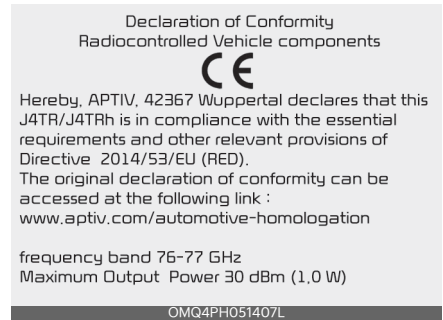 Declaration of Conformity
Radiocontrolled Vehicle components
CE
Hereby, APTIV, 42367 Wuppertal declares that this
J4TR/J4TRh is in compliance with the essential
requirements and other relevant provisions of
Directive 2014/53/EU (RED).
The original declaration of conformity can be
accessed at the following link :
www.aptiv.com/automotive-homologation
frequency band 76-77 GHz
Maximum Output Power 30 dBm (1,0 W)
OMQ4PH051407L